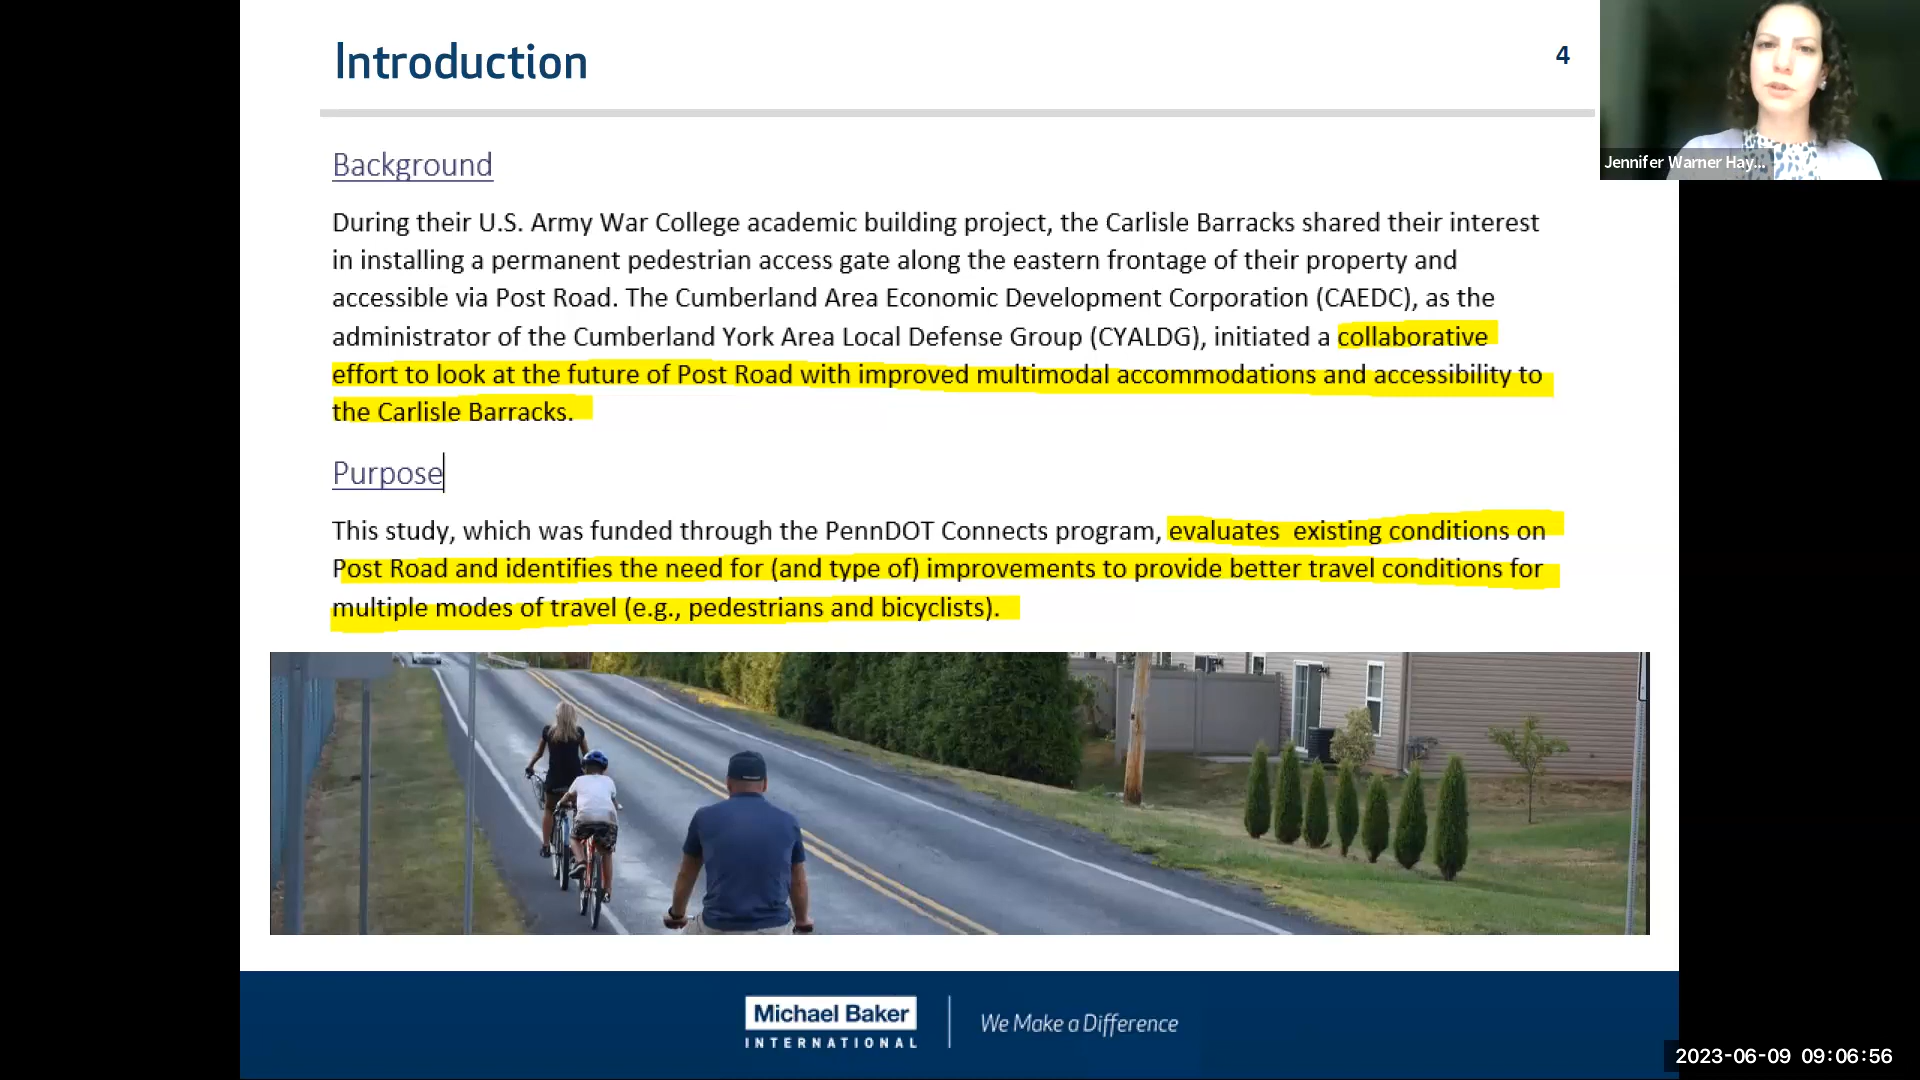 Introduction
4
Jennifer Warner Hay...
Background
During their U.S. Army War College academic building project, the Carlisle Barracks shared their interest
in installing a permanent pedestrian access gate along the eastern frontage of their property and
accessible via Post Road. The Cumberland Area Economic Development Corporation (CAEDC), as the
administrator of the Cumberland York Area Local Defense Group (CYALDG), initiated a collaborative
effort to look at the future of Post Road with improved multimodal accommodations and accessibility to
the Carlisle Barracks.
Purpose
This study, which was funded through the PennDOT Connects program, evaluates  existing conditions on
Post Road and identifies the need for (and type of) improvements to provide better travel conditions for
multiple modes of travel (e.g., pedestrians and bicyclists).
Michael Baker
INTERNATIONAL
We Make a Difference
2023-06-09 09:06:56